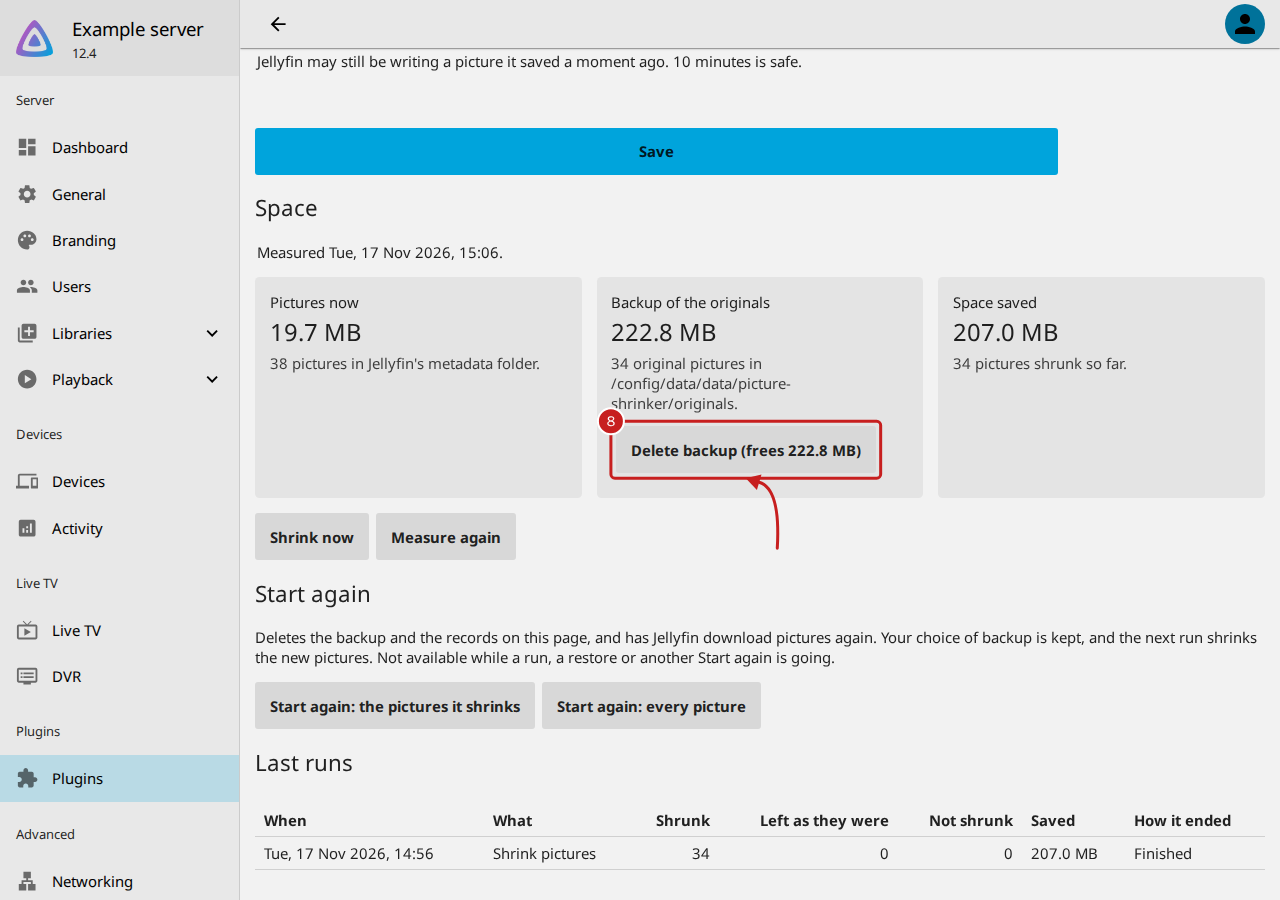 Example server
12.4
Server
Dashboard
General
Branding
Users
Libraries
Playback
Devices
Devices
Activity
Live TV
Live TV
DVR
Plugins
Plugins
Advanced
Networking
Jellyfin may still be writing a picture it saved a moment ago. 10 minutes is safe.
Save
Space
Measured Tue, 17 Nov 2026, 15:06.
Pictures now
19.7 MB
38 pictures in Jellyfin's metadata folder.
Backup of the originals
222.8 MB
34 original pictures in
/config/data/data/picture-
shrinker/originals.
8
Delete backup (frees 222.8 MB)
Space saved
207.0 MB
34 pictures shrunk so far.
Shrink now
Measure again
Start again
Deletes the backup and the records on this page, and has Jellyfin download pictures again. Your choice of backup is kept, and the next run shrinks
the new pictures. Not available while a run, a restore or another Start again is going.
Start again: the pictures it shrinks
Start again: every picture
Last runs
When What Shrunk Left as they were Not shrunk Saved How it ended
Tue, 17 Nov 2026, 14:56 Shrink pictures 34 0 0 207.0 MB Finished